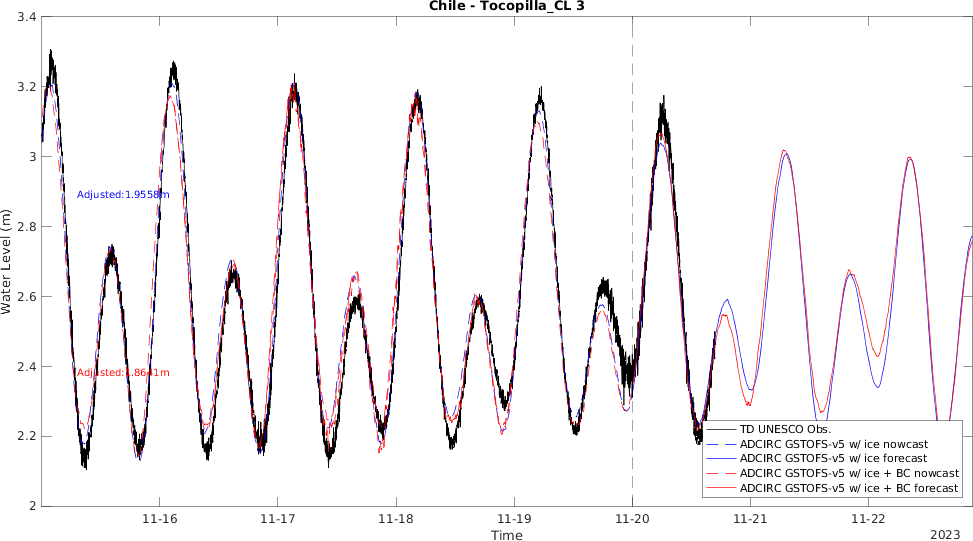 Chile - Tocopilla_CL 3
3.4
3.2
3
2.8
2.6
2.4
2.2
2
Water Level (m)
Adjusted:1.9558m
Adjusted:1.8641m
TD UNESCO Obs.
ADCIRC GSTOFS-v5 w/ ice nowcast
ADCIRC GSTOFS-v5 w/ ice forecast
ADCIRC GSTOFS-v5 w/ ice + BC nowcast
ADCIRC GSTOFS-v5 w/ ice + BC forecast
11-16 11-17 11-18 11-19 11-20 11-21 11-22
Time
2023